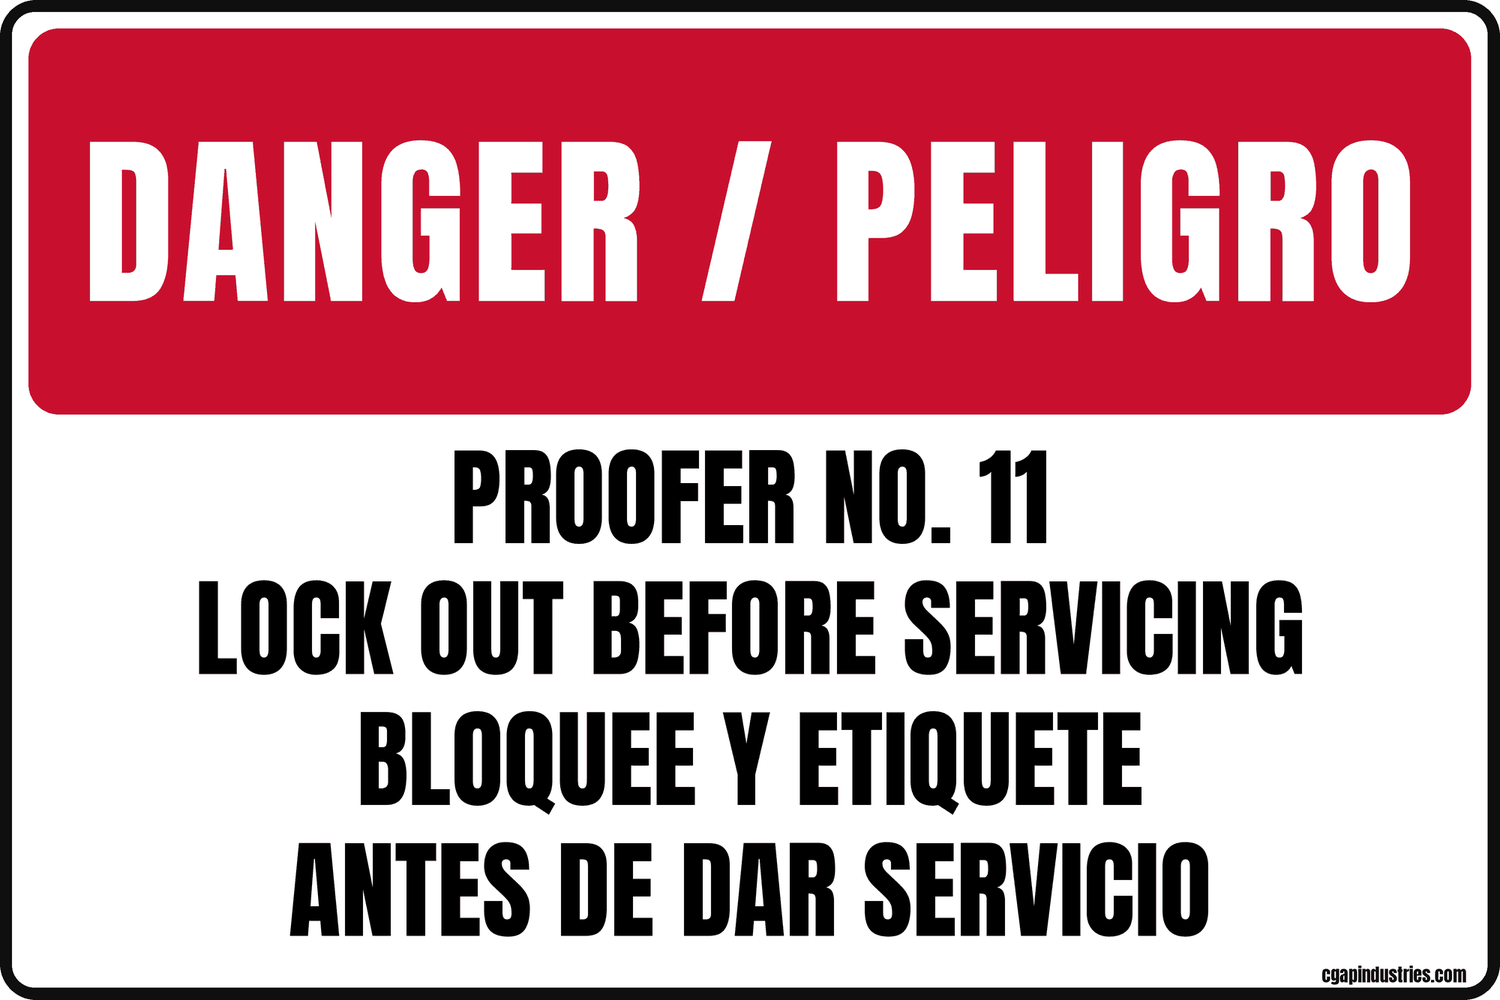 DANGER / PELIGRO
PROOFER NO. 11
LOCK OUT BEFORE SERVICING
BLOQUEE Y ETIQUETE
ANTES DE DAR SERVICIO
cgapindustries.com